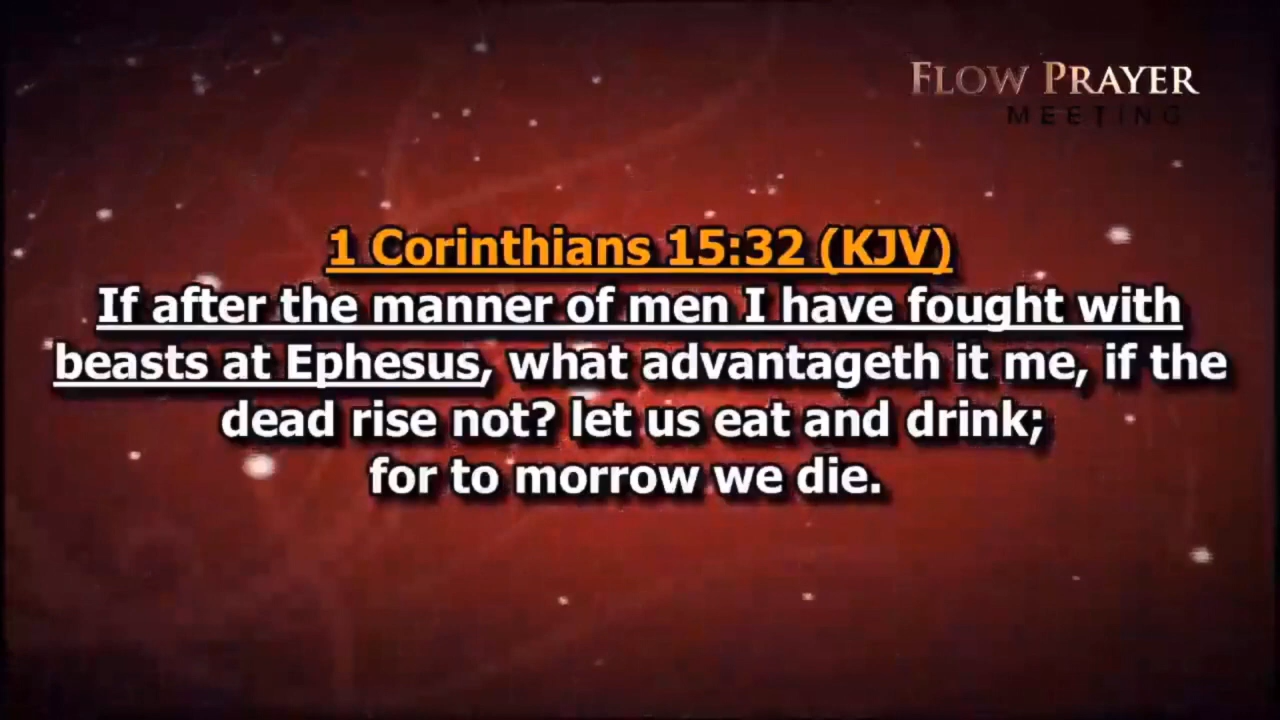 FLOW PRAYER
MEETING
1 Corinthians 15:32 (KJV)
If after the manner of men I have fought with
beasts at Ephesus, what advantageth it me, if the
dead rise not? let us eat and drink;
for to morrow we die.